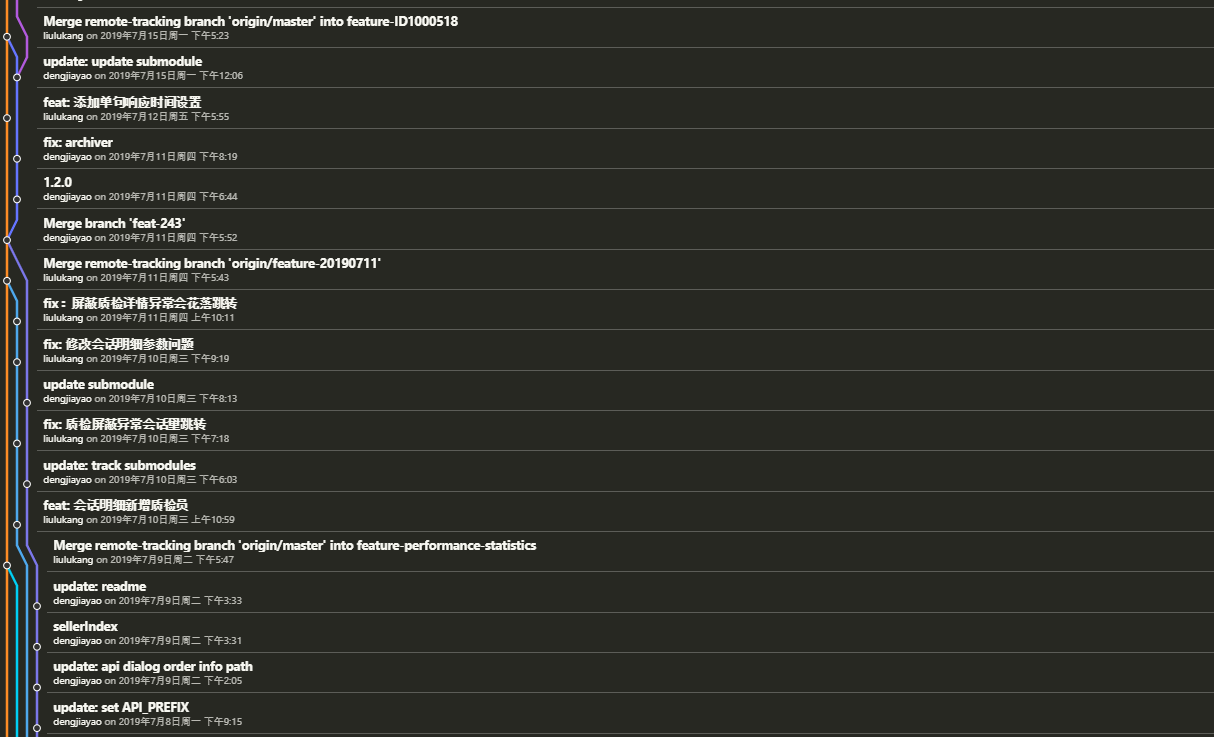 Merge remote-tracking branch 'origin/master' into feature-ID1000518
liulukang on 2019年7月15日周一 下午5:23
update: update submodule
dengjiayao on 2019年7月15日周一 下午12:06
feat: 添加单句响应时间设置
liulukang on 2019年7月12日周五 下午5:55
fix: archiver
dengjiayao on 2019年7月11日周四 下午8:19
1.2.0
dengjiayao on 2019年7月11日周四 下午6:44
Merge branch 'feat-243'
dengjiayao on 2019年7月11日周四 下午5:52
Merge remote-tracking branch 'origin/feature-20190711'
liulukang on 2019年7月11日周四 下午5:43
fix：屏蔽质检详情异常会花落跳转
liulukang on 2019年7月11日周四 上午10:11
fix: 修改会话明细参数问题
liulukang on 2019年7月10日周三 下午9:19
update submodule
dengjiayao on 2019年7月10日周三 下午8:13
fix: 质检屏蔽异常会话里跳转
liulukang on 2019年7月10日周三 下午7:18
update: track submodules
dengjiayao on 2019年7月10日周三 下午6:03
feat: 会话明细新增质检员
liulukang on 2019年7月10日周三 上午10:59
Merge remote-tracking branch 'origin/master' into feature-performance-statistics
liulukang on 2019年7月9日周二 下午5:47
update: readme
dengjiayao on 2019年7月9日周二 下午3:33
sellerIndex
dengjiayao on 2019年7月9日周二 下午3:31
update: api dialog order info path
dengjiayao on 2019年7月9日周二 下午2:05
update: set API_PREFIX
dengjiayao on 2019年7月8日周一 下午9:15